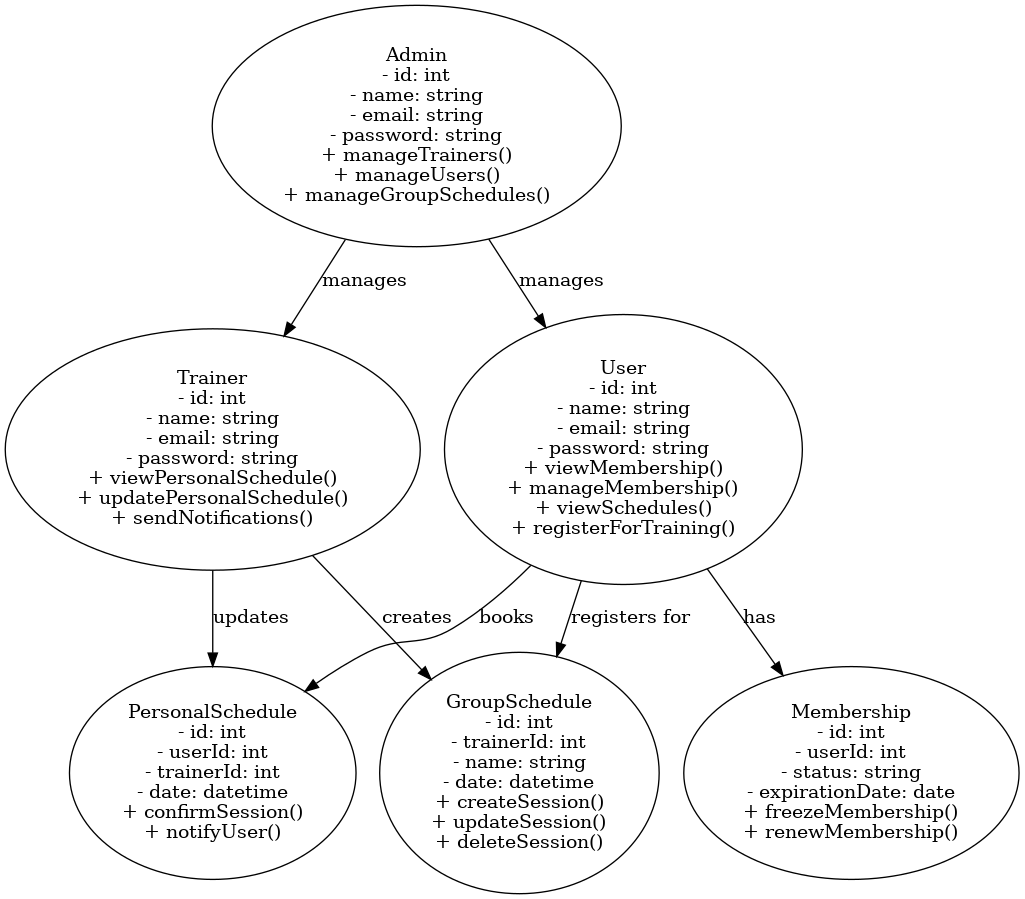 Admin
- id: int
- name: string
- email: string
- password: string
+ manageTrainers()
+ manageUsers()
+ manageGroupSchedules()
manages
manages
Trainer
- id: int
- name: string
- email: string
- password: string
+ viewPersonalSchedule()
+ updatePersonalSchedule()
+ sendNotifications()
User
- id: int
- name: string
- email: string
- password: string
+ viewMembership()
+ manageMembership()
+ viewSchedules()
+ registerForTraining()
updates
creates
books
registers for
has
PersonalSchedule
- id: int
- userId: int
- trainerId: int
- date: datetime
+ confirmSession()
+ notifyUser()
GroupSchedule
- id: int
- trainerId: int
- name: string
- date: datetime
+ createSession()
+ updateSession()
+ deleteSession()
Membership
- id: int
- userId: int
- status: string
- expirationDate: date
+ freezeMembership()
+ renewMembership()